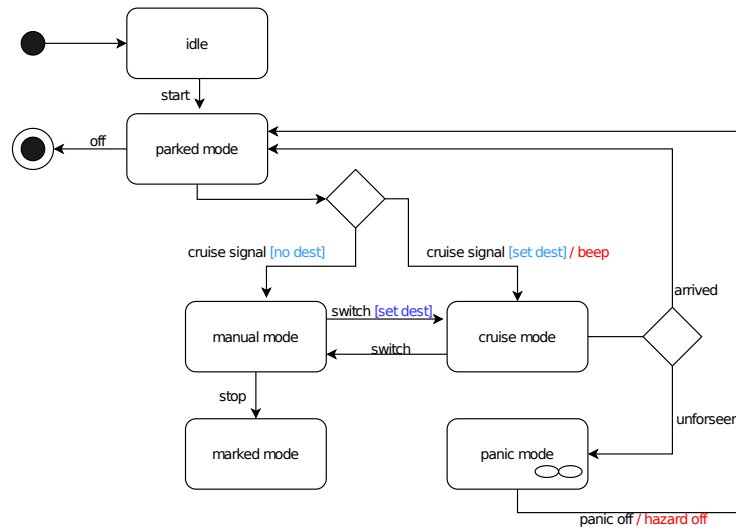 idle
start
off
parked mode
cruise signal [no dest]
cruise signal [set dest] / beep
arrived
switch [set dest]
manual mode
cruise mode
switch
stop
unforseen
marked mode
panic mode
panic off / hazard off